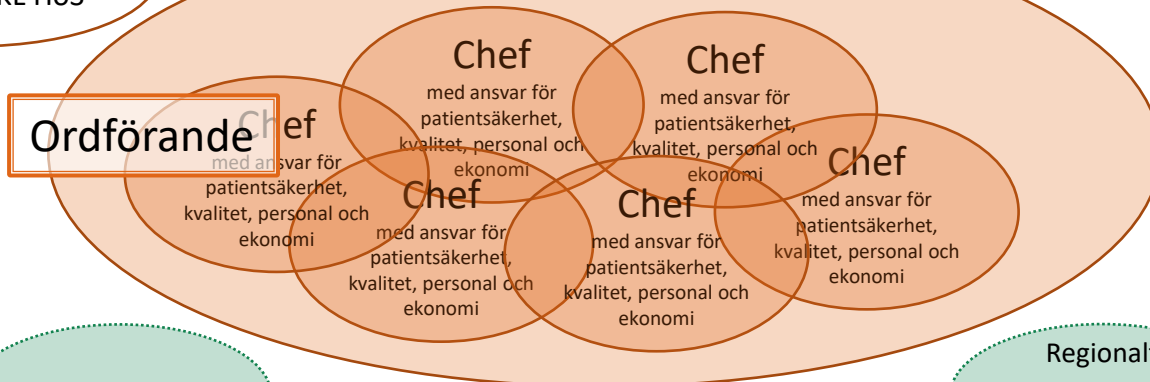 Ordförande
Chef
med ansvar för
patientsäkerhet,
kvalitet, personal och
ekonomi
Chef
med ansvar för
patientsäkerhet,
kvalitet, personal och
ekonomi
Chef
med ansvar för
patientsäkerhet,
kvalitet, personal och
ekonomi
Chef
med ansvar för
patientsäkerhet,
kvalitet, personal och
ekonomi
Chef
med ansvar för
patientsäkerhet,
kvalitet, personal och
ekonomi
Chef
med ansvar för
patientsäkerhet,
kvalitet, personal och
ekonomi